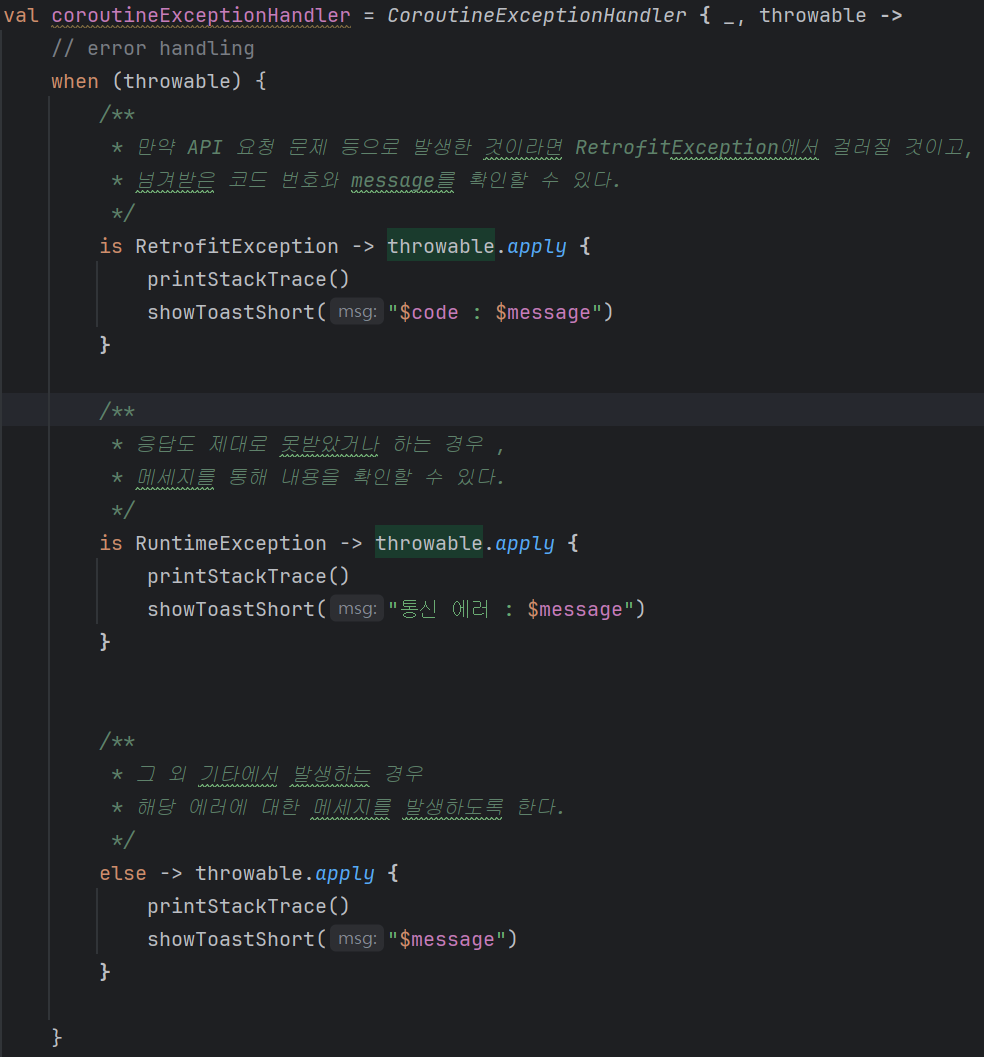 val coroutineExceptionHandler = CoroutineExceptionHandler { _, throwable ->
// error handling
when (throwable) {
/**
* 만약 API 요청 문제 등으로 발생한 것이라면 RetrofitException에서 걸러질 것이고,
* 넘겨받은 코드 번호와 message를 확인할 수 있다.
*/
is RetrofitException -> throwable.apply {
printStackTrace()
showToastShort( msg: "$code : $message")
}
/**
* 응답도 제대로 못받았거나 하는 경우 ,
* 메세지를 통해 내용을 확인할 수 있다.
*/
is RuntimeException -> throwable.apply {
printStackTrace()
showToastShort( msg: "통신 에러 : $message")
}
/**
* 그 외 기타에서 발생하는 경우
* 해당 에러에 대한 메세지를 발생하도록 한다.
*/
else -> throwable.apply {
printStackTrace()
showToastShort( msg: "$message")
}
}